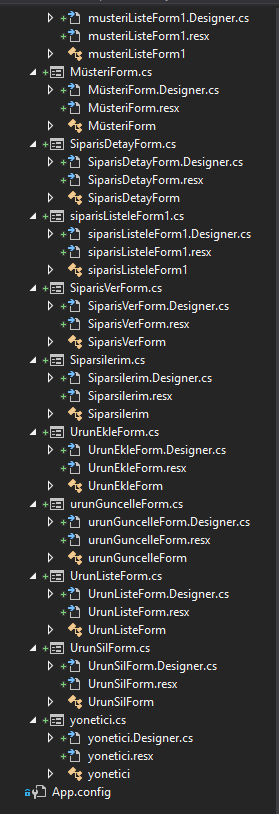 musteriListeForm1.Designer.cs
musteriListeForm1.resx
musteriListeForm1
MüsteriForm.cs
MüsteriForm.Designer.cs
MüsteriForm.resx
MüsteriForm
SiparisDetayForm.cs
SiparisDetayForm.Designer.cs
SiparisDetayForm.resx
SiparisDetayForm
siparisListeleForm1.cs
siparisListeleForm1.Designer.cs
siparisListeleForm1.resx
siparisListeleForm1
SiparisVerForm.cs
SiparisVerForm.Designer.cs
SiparisVerForm.resx
SiparisVerForm
Siparsilerim.cs
Siparsilerim.Designer.cs
Siparsilerim.resx
Siparsilerim
UrunEkleForm.cs
UrunEkleForm.Designer.cs
UrunEkleForm.resx
UrunEkleForm
urunGuncelleForm.cs
urunGuncelleForm.Designer.cs
urunGuncelleForm.resx
urunGuncelleForm
UrunListeForm.cs
UrunListeForm.Designer.cs
UrunListeForm.resx
UrunListeForm
UrunSilForm.cs
UrunSilForm.Designer.cs
UrunSilForm.resx
UrunSilForm
yonetici.cs
yonetici.Designer.cs
yonetici.resx
yonetici
App.config